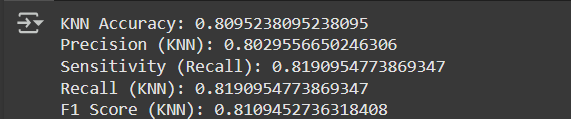 KNN Accuracy: 0.8095238095238095
Precision (KNN): 0.8029556650246306
Sensitivity (Recall): 0.8190954773869347
Recall (KNN): 0.8190954773869347
F1 Score (KNN): 0.8109452736318408